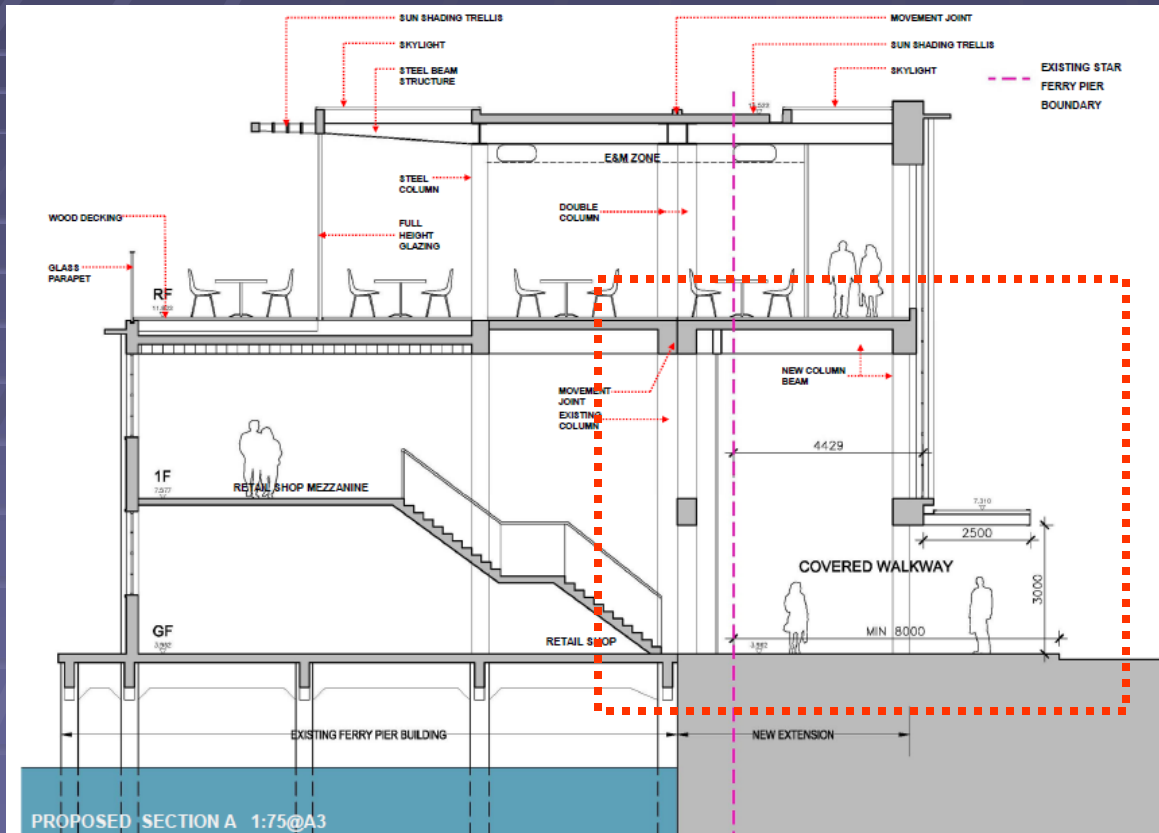 SUN SHADING TRELLIS
SKYLIGHT
STEEL BEAM
STRUCTURE
MOVEMENT JOINT
SUN SHADING TRELLIS
SKYLIGHT
EXISTING STAR
FERRY PIER
BOUNDARY
E&M ZONE
STEEL
COLUMN
DOUBLE
COLUMN
WOOD DECKING
FULL
HEIGHT
GLAZING
GLASS
PARAPET
RF
NEW COLUMN
BEAM
MOVEMENT
JOINT
EXISTING
COLUMN
4429
1F
7.577
RETAIL SHOP MEZZANINE
7.310
2500
COVERED WALKWAY
3000
GF
RETAIL SHOP
MIN 8000
EXISTING FERRY PIER BUILDING
NEW EXTENSION
PROPOSED SECTION A 1:75@A3